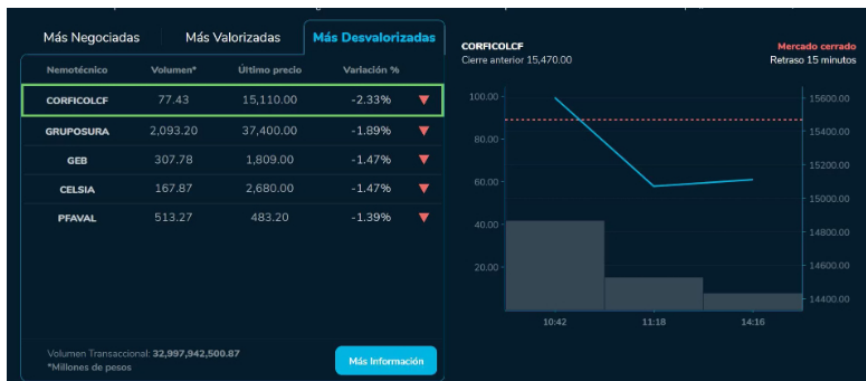 Más Negociadas Más Valorizadas Más Desvalorizadas
Nemotécnico Volumen* Último precio Variación %
CORFICOLCF 77.43 15,110.00 -2.33% ▼
GRUPOSURA 2,093.20 37,400.00 -1.89% ▼
GEB 307.78 1,809.00 -1.47% ▼
CELSIA 167.87 2,680.00 -1.47% ▼
PFAVAL 513.27 483.20 -1.39% ▼
Volumen Transaccional: 32,997,942,500.87
*Millones de pesos
Más Información
CORFICOLCF Mercado cerrado
Cierre anterior 15,470.00 Retraso 15 minutos
100.00 15600.00
80.00 15400.00
60.00 15200.00
40.00 15000.00
20.00 14800.00
14600.00
14400.00
10:42 11:18 14:16